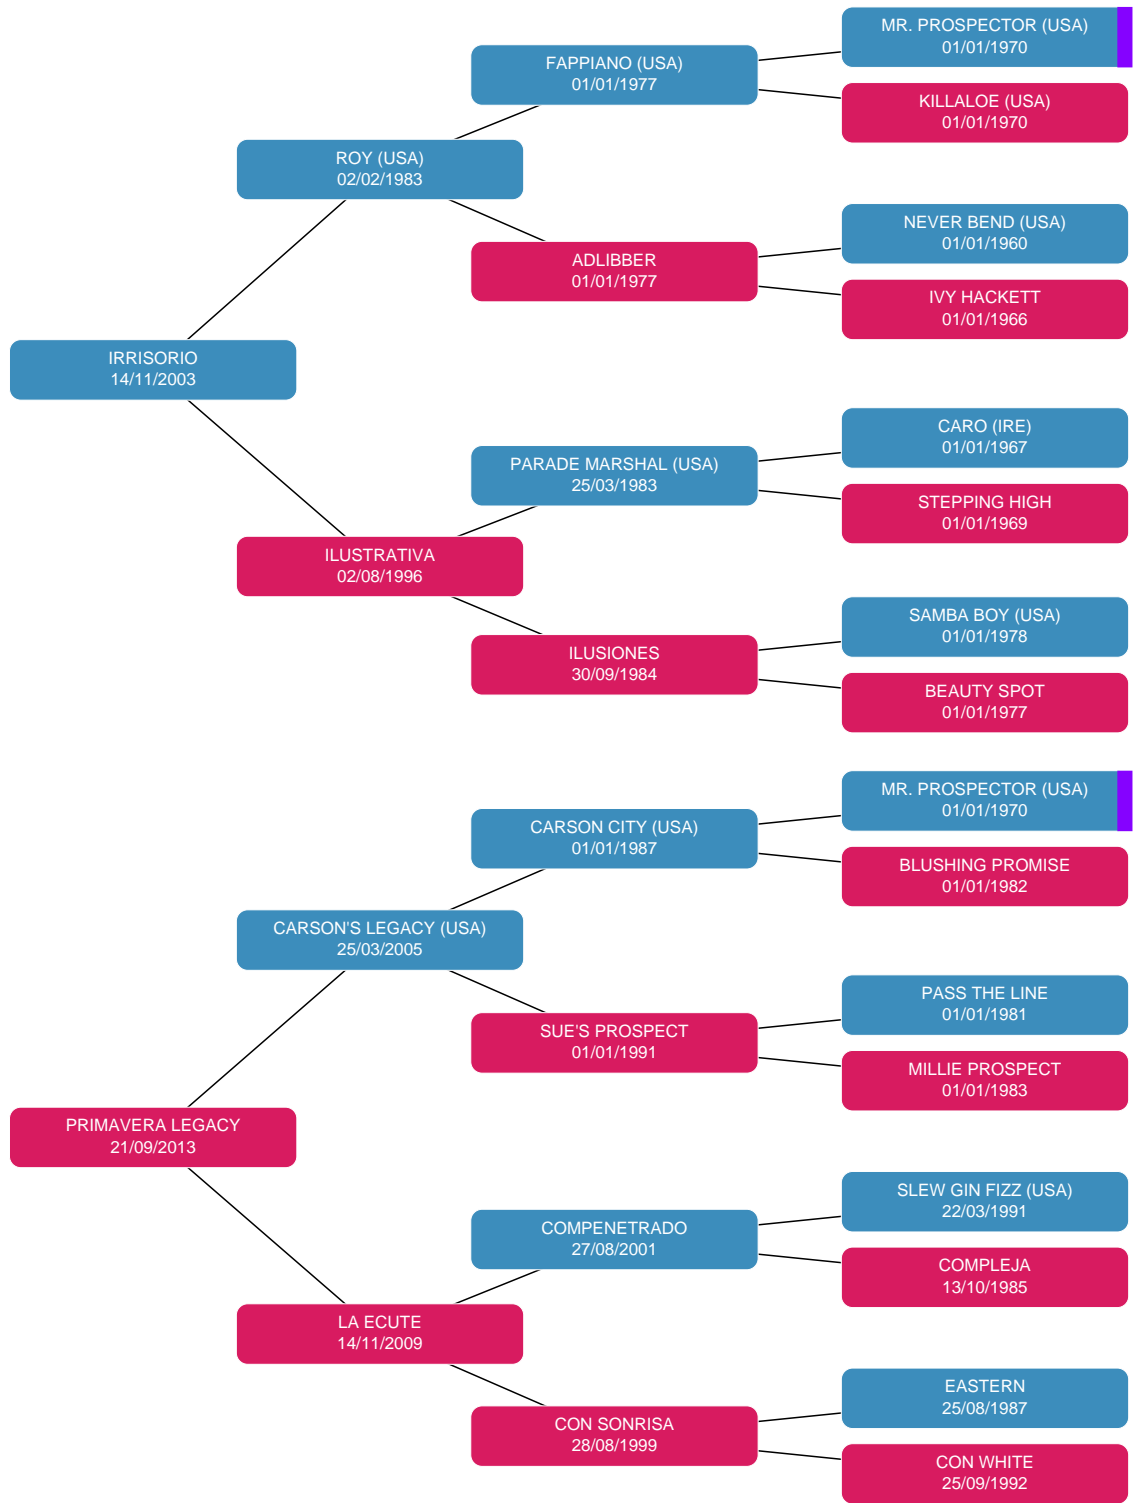 MR. PROSPECTOR (USA)
01/01/1970
FAPPIANO (USA)
01/01/1977
KILLALOE (USA)
01/01/1970
ROY (USA)
02/02/1983
NEVER BEND (USA)
01/01/1960
ADLIBBER
01/01/1977
IVY HACKETT
01/01/1966
IRRISORIO
14/11/2003
CARO (IRE)
01/01/1967
PARADE MARSHAL (USA)
25/03/1983
STEPPING HIGH
01/01/1969
ILUSTRATIVA
02/08/1996
SAMBA BOY (USA)
01/01/1978
ILUSIONES
30/09/1984
BEAUTY SPOT
01/01/1977
MR. PROSPECTOR (USA)
01/01/1970
CARSON CITY (USA)
01/01/1987
BLUSHING PROMISE
01/01/1982
CARSON'S LEGACY (USA)
25/03/2005
PASS THE LINE
01/01/1981
SUE'S PROSPECT
01/01/1991
MILLIE PROSPECT
01/01/1983
PRIMAVERA LEGACY
21/09/2013
SLEW GIN FIZZ (USA)
22/03/1991
COMPENETRADO
27/08/2001
COMPLEJA
13/10/1985
LA ECUTE
14/11/2009
EASTERN
25/08/1987
CON SONRISA
28/08/1999
CON WHITE
25/09/1992